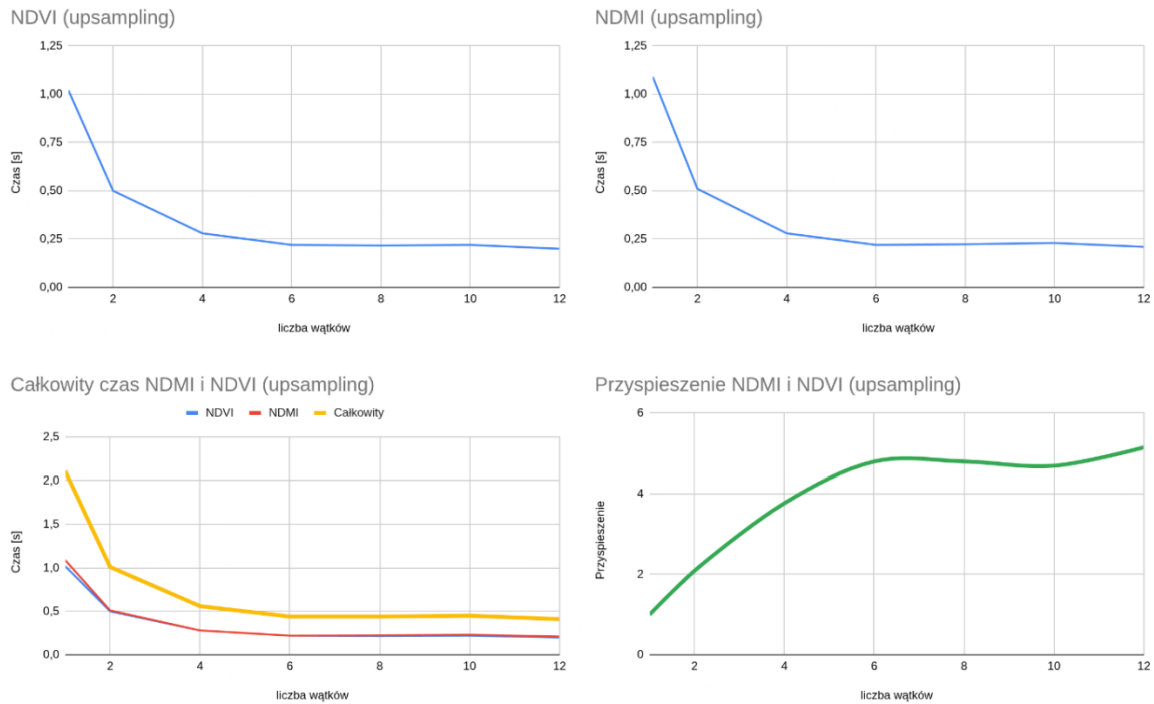 NDVI (upsampling)
1,25
1,00
0,75
0,50
0,25
0,00
Czas [s]
2 4 6 8 10 12
liczba wątków
NDMI (upsampling)
1,25
1,00
0,75
0,50
0,25
0,00
Czas [s]
2 4 6 8 10 12
liczba wątków
Całkowity czas NDMI i NDVI (upsampling)
NDVI NDMI Całkowity
2,5
2,0
1,5
1,0
0,5
0,0
Czas [s]
2 4 6 8 10 12
liczba wątków
Przyspieszenie NDMI i NDVI (upsampling)
6
4
2
0
Przyspieszenie
2 4 6 8 10 12
liczba wątków